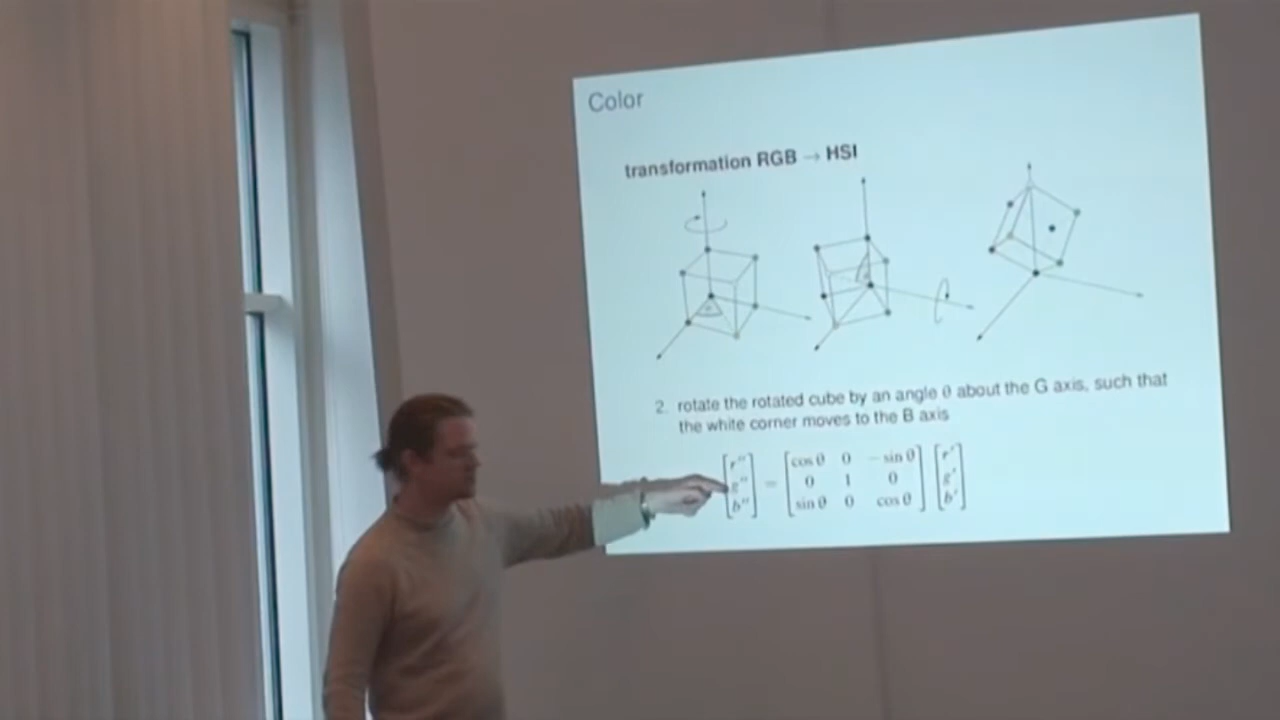 Color
transformation RGB → HSI
2. rotate the rotated cube by an angle θ about the G axis, such that
the white corner moves to the B axis
[r″ g″ b″] = [cos θ 0 − sin θ; 0 1 0; sin θ 0 cos θ] [r′ g′ b′]